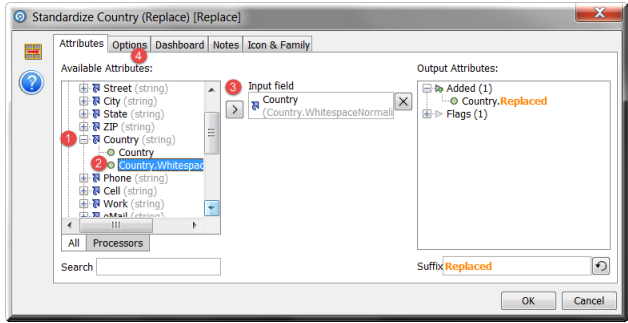 Standardize Country (Replace) [Replace]
Attributes Options Dashboard Notes Icon & Family
4
Available Attributes:
Street (string)
City (string)
State (string)
ZIP (string)
1 Country (string)
Country
2 Country.Whitespac
Phone (string)
Cell (string)
Work (string)
eMail (string)
All Processors
Search
3 Input field
Country
(Country.WhitespaceNormali
Output Attributes:
Added (1)
Country.Replaced
Flags (1)
Suffix Replaced
OK Cancel